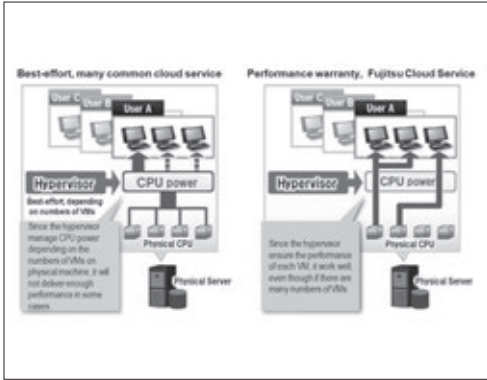 Best-effort, many common cloud service
User C
User B
User A
Hypervisor
CPU power
Best-effort, depending
on numbers of VMs
Since the hypervisor
manage CPU power
depending on the
numbers of VMs on
physical machine, it will
not deliver enough
performance in some
cases.
Physical CPU
Physical Server
Performance warranty, Fujitsu Cloud Service
User C
User B
User A
Hypervisor
CPU power
Since the hypervisor
ensure the performance
of each VM, it work well,
even though if there are
many numbers of VMs
Physical CPU
Physical Server